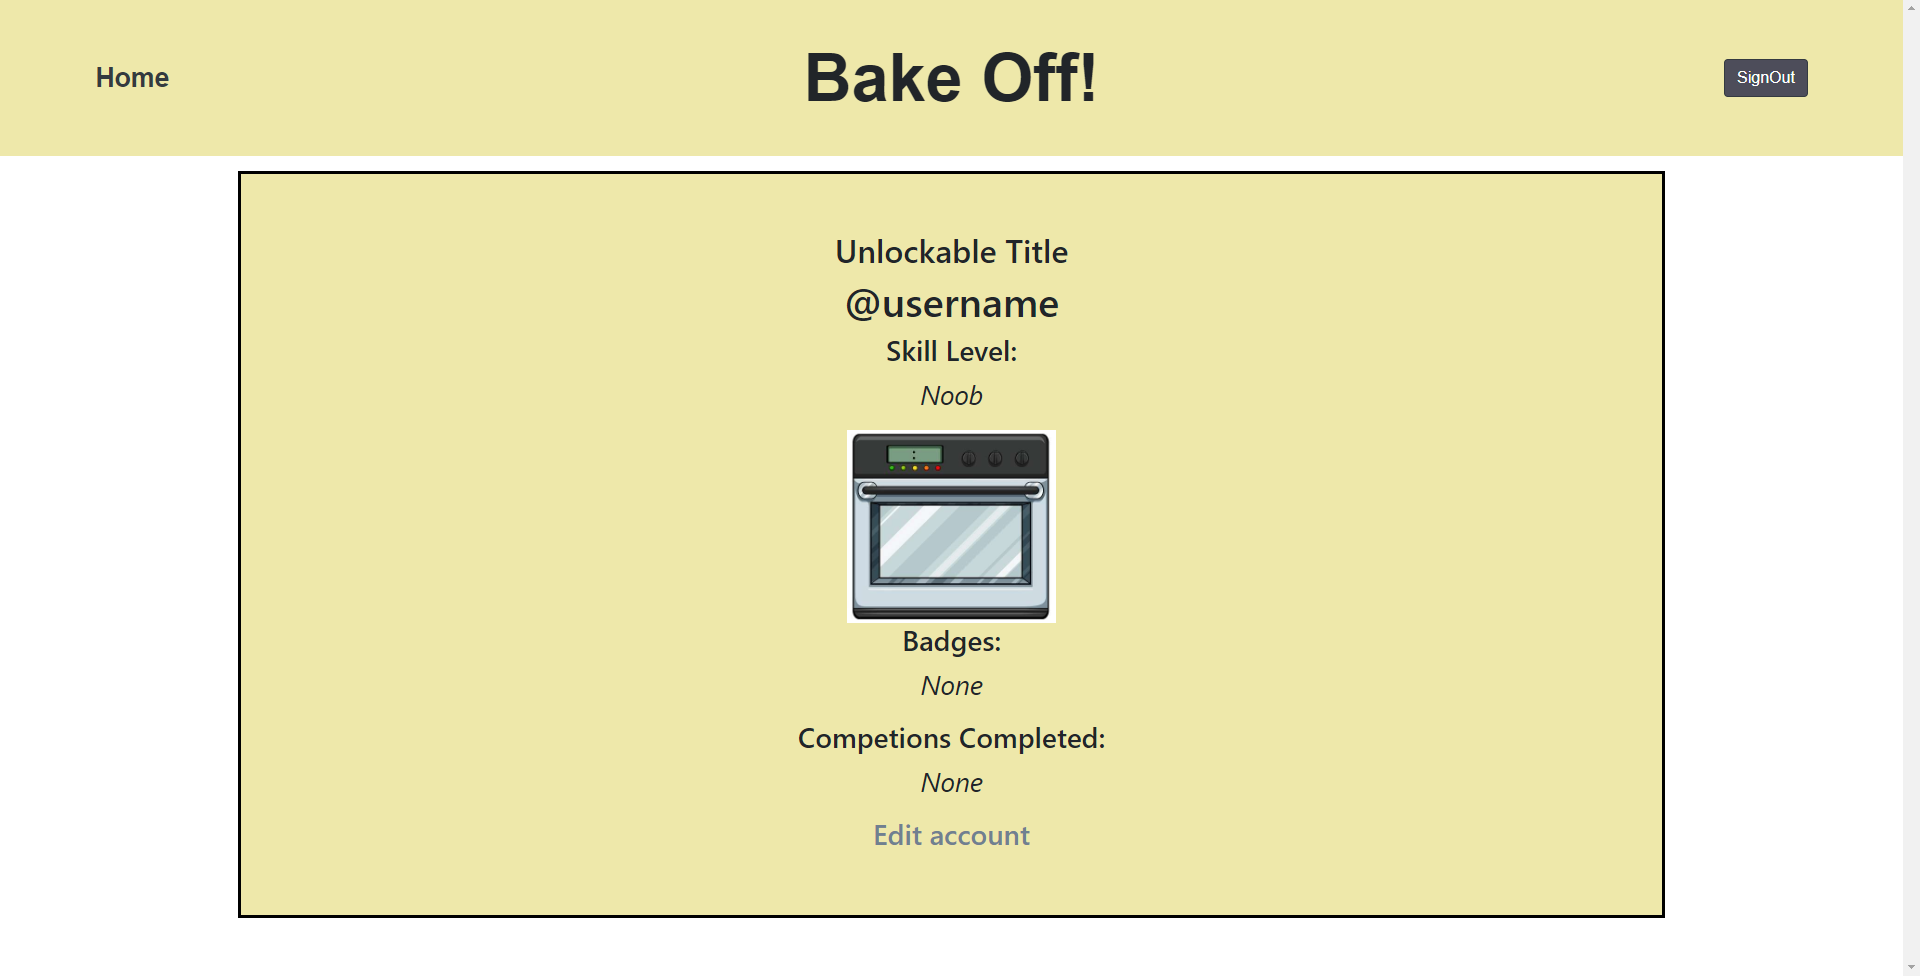 Home
Bake Off!
SignOut
Unlockable Title
@username
Skill Level:
Noob
Badges:
None
Competions Completed:
None
Edit account